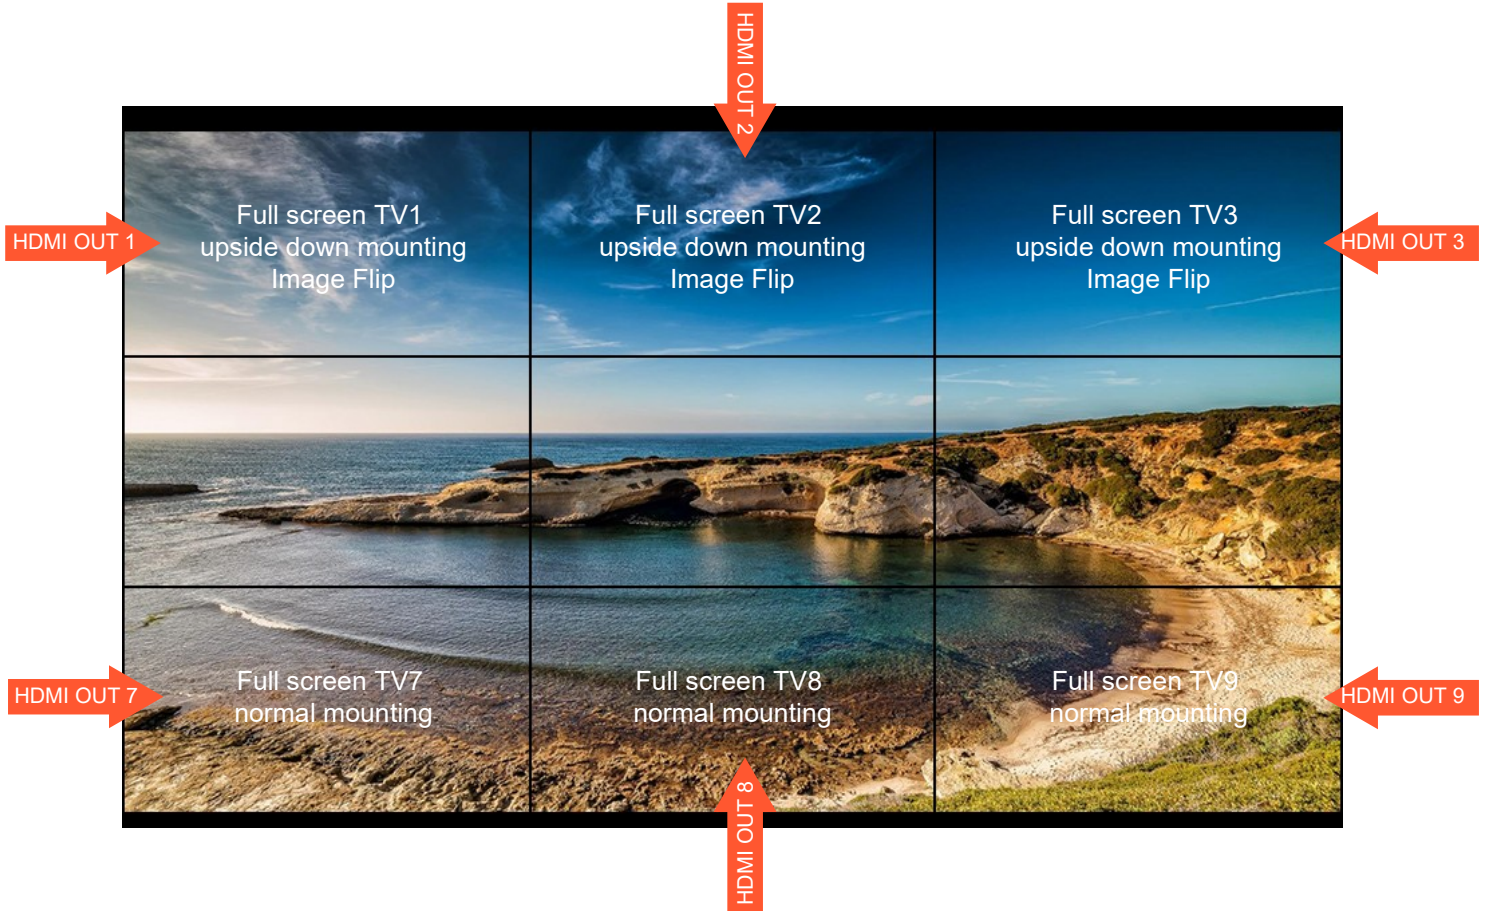 HDMI OUT 2
Full screen TV1
upside down mounting
Image Flip
Full screen TV2
upside down mounting
Image Flip
Full screen TV3
upside down mounting
Image Flip
HDMI OUT 1
HDMI OUT 3
Full screen TV7
normal mounting
Full screen TV8
normal mounting
Full screen TV9
normal mounting
HDMI OUT 7
HDMI OUT 9
HDMI OUT 8